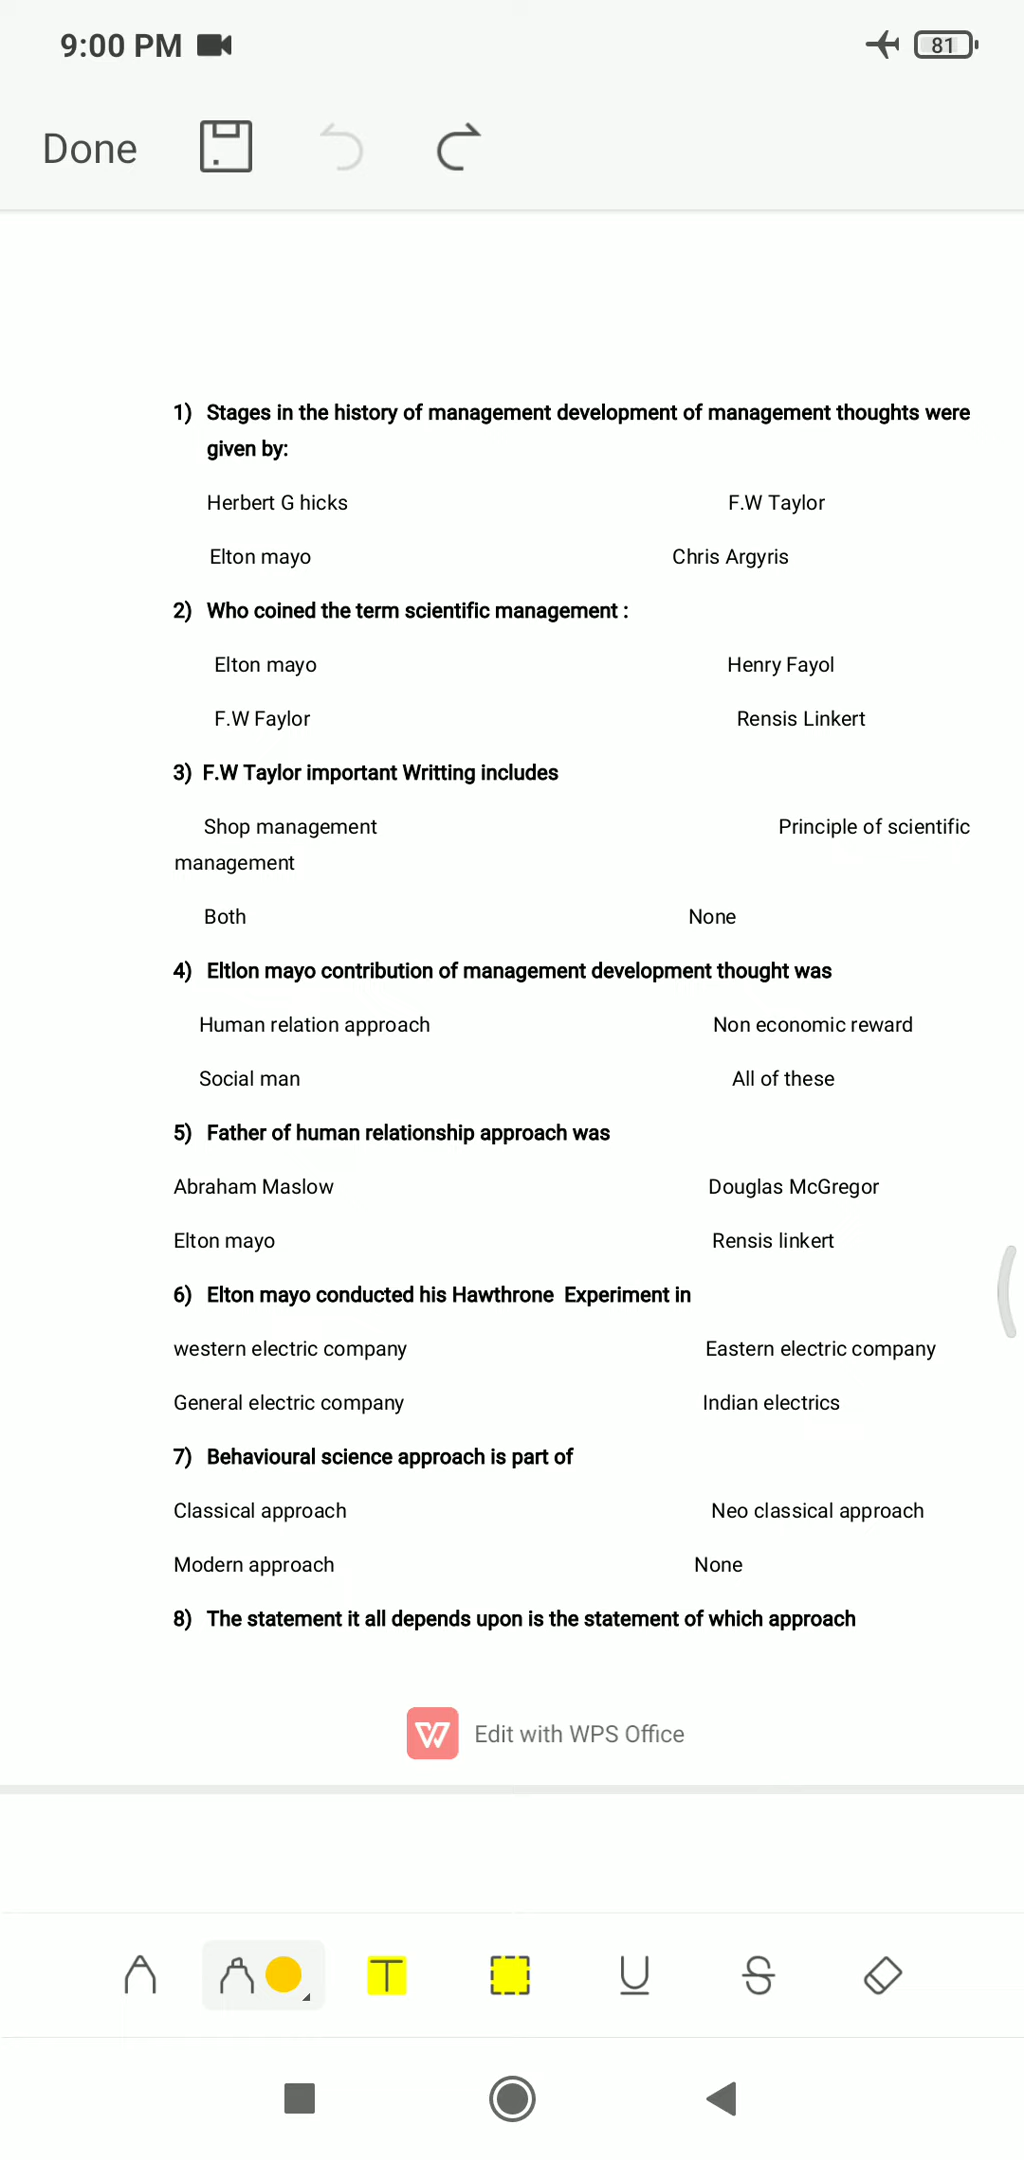 9:00 PM 81
Done
1) Stages in the history of management development of management thoughts were
given by:
Herbert G hicks F.W Taylor
Elton mayo Chris Argyris
2) Who coined the term scientific management :
Elton mayo Henry Fayol
F.W Faylor Rensis Linkert
3) F.W Taylor important Writting includes
Shop management Principle of scientific
management
Both None
4) Eltlon mayo contribution of management development thought was
Human relation approach Non economic reward
Social man All of these
5) Father of human relationship approach was
Abraham Maslow Douglas McGregor
Elton mayo Rensis linkert
6) Elton mayo conducted his Hawthrone Experiment in
western electric company Eastern electric company
General electric company Indian electrics
7) Behavioural science approach is part of
Classical approach Neo classical approach
Modern approach None
8) The statement it all depends upon is the statement of which approach
Edit with WPS Office